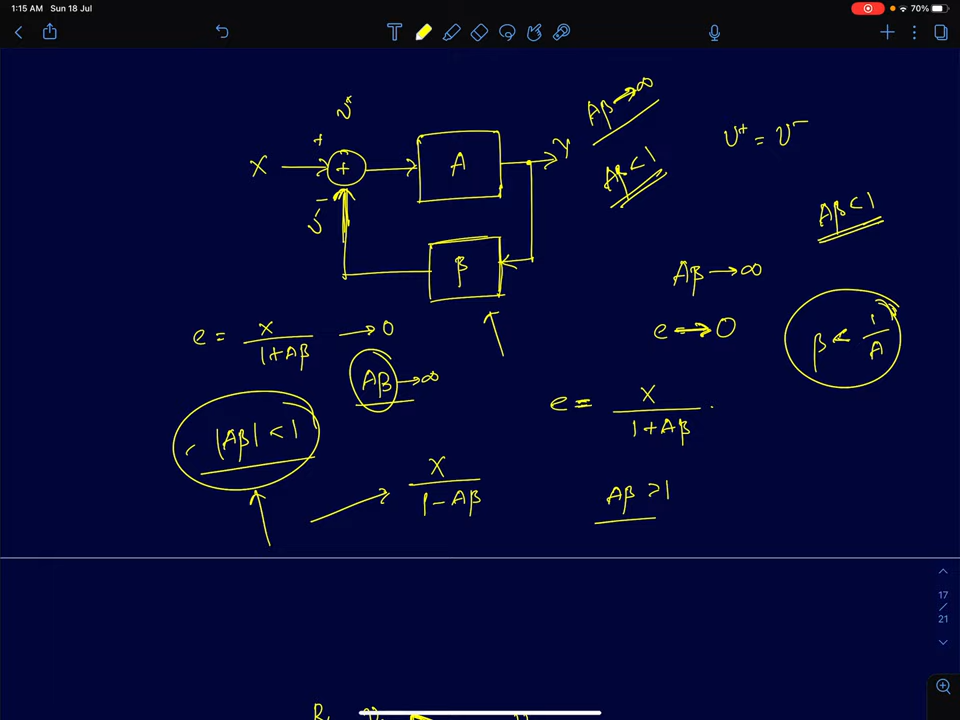 1:15 AM Sun 18 Jul
70%
v⁺
Aβ → ∞
+
X
+
A
Y
v⁺ = v⁻
Aβ < 1
−
v⁻
Aβ < 1
β
Aβ → ∞
e = X / (1 + Aβ) → 0
e → 0
β < 1/A
Aβ → ∞
e = X / (1 + Aβ)
|Aβ| < 1
X / (1 − Aβ)
Aβ > 1
17
/
21
R₁